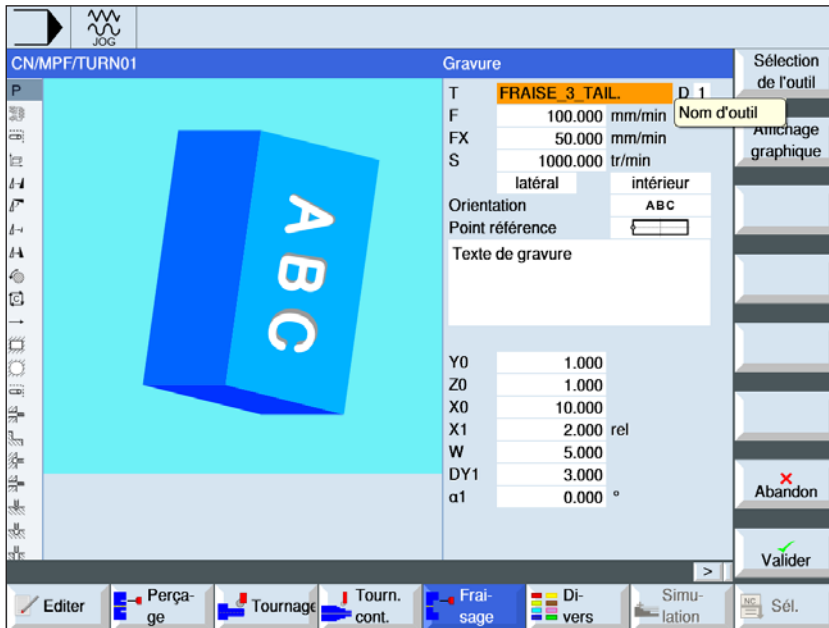 JOG
CN/MPF/TURN01
Gravure
Sélection
de l'outil
P
T FRAISE_3_TAIL. D 1
Nom d'outil
F 100.000 mm/min
FX 50.000 mm/min
S 1000.000 tr/min
Affichage
graphique
latéral intérieur
Orientation ABC
Point référence
Texte de gravure
A B C
Y0 1.000
Z0 1.000
X0 10.000
X1 2.000 rel
W 5.000
DY1 3.000
α1 0.000 °
Abandon
Valider
>
Editer
Perça-
ge
Tournage
Tourn.
cont.
Frai-
sage
Di-
vers
Simu-
lation
NC
Sél.